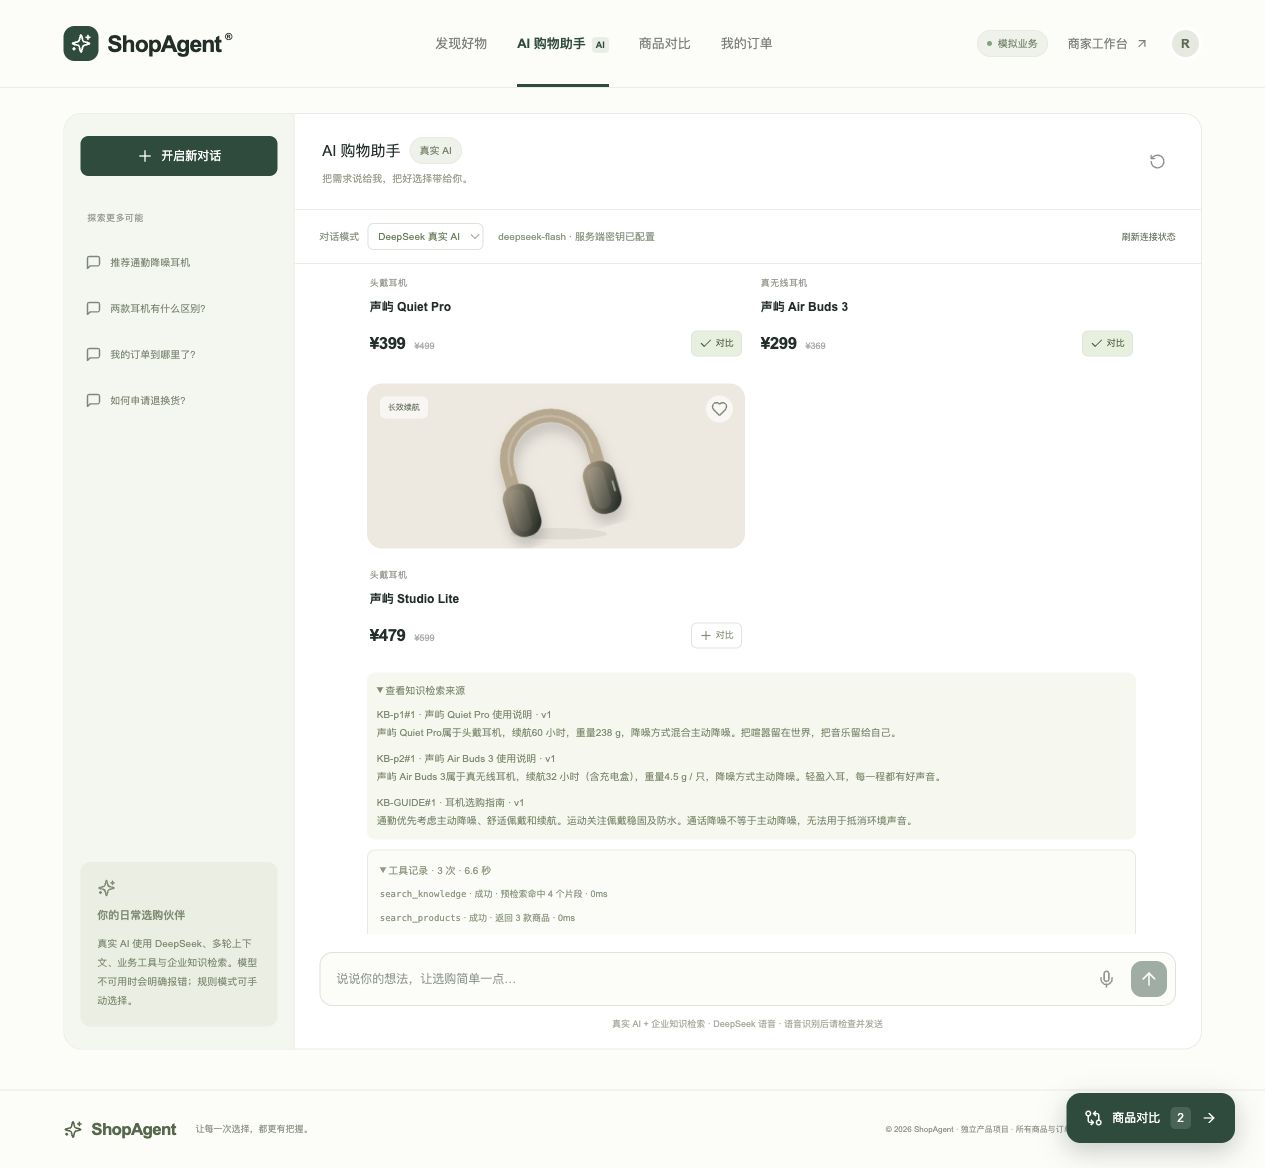 ShopAgent®
发现好物
AI 购物助手 AI
商品对比
我的订单
模拟业务
商家工作台
R
开启新对话
探索更多可能
推荐通勤降噪耳机
两款耳机有什么区别?
我的订单到哪里了?
如何申请退换货?
你的日常选购伙伴
真实 AI 使用 DeepSeek、多轮上下
文、业务工具与企业知识检索。模型
不可用时会明确报错；规则模式可手
动选择。
AI 购物助手 真实 AI
把需求说给我，把好选择带给你。
对话模式 DeepSeek 真实 AI deepseek-flash · 服务端密钥已配置
刷新连接状态
头戴耳机
声屿 Quiet Pro
¥399 ¥499 对比
真无线耳机
声屿 Air Buds 3
¥299 ¥369 对比
长效续航
头戴耳机
声屿 Studio Lite
¥479 ¥599 对比
▼查看知识检索来源
KB-p1#1 · 声屿 Quiet Pro 使用说明 · v1
声屿 Quiet Pro属于头戴耳机，续航60 小时，重量238 g，降噪方式混合主动降噪。把喧嚣留在世界，把音乐留给自己。
KB-p2#1 · 声屿 Air Buds 3 使用说明 · v1
声屿 Air Buds 3属于真无线耳机，续航32 小时（含充电盒），重量4.5 g / 只，降噪方式主动降噪。轻盈入耳，每一程都有好声音。
KB-GUIDE#1 · 耳机选购指南 · v1
通勤优先考虑主动降噪、舒适佩戴和续航。运动关注佩戴稳固及防水。通话降噪不等于主动降噪，无法用于抵消环境声音。
▼工具记录 · 3 次 · 6.6 秒
search_knowledge · 成功 · 预检索命中 4 个片段 · 0ms
search_products · 成功 · 返回 3 款商品 · 0ms
说说你的想法，让选购简单一点...
真实 AI + 企业知识检索 · DeepSeek 语音 · 语音识别后请检查并发送
ShopAgent
让每一次选择，都更有把握。
© 2026 ShopAgent · 独立产品项目 · 所有商品与订
商品对比 2